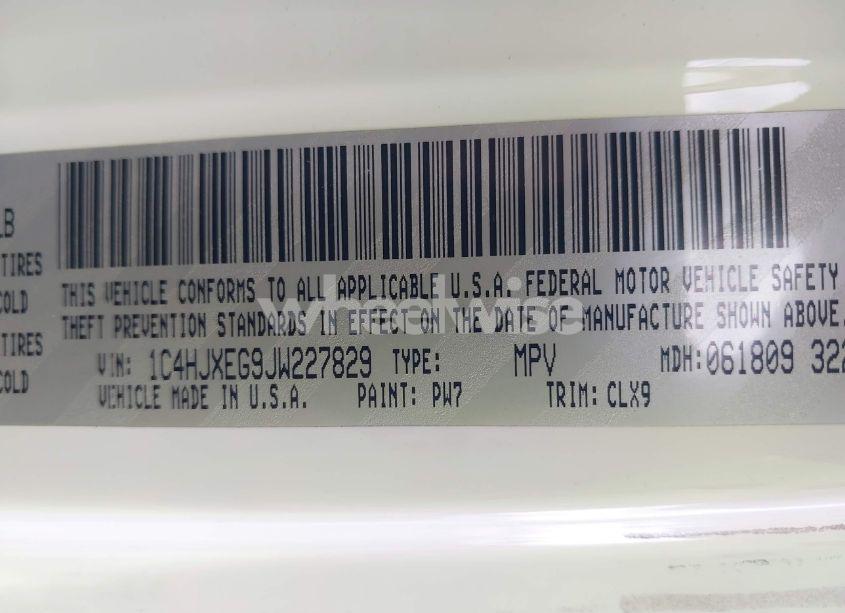 LB
TIRES
COLD
TIRES
COLD
THIS VEHICLE CONFORMS TO ALL APPLICABLE U.S.A. FEDERAL MOTOR VEHICLE SAFETY
THEFT PREVENTION STANDARDS IN EFFECT ON THE DATE OF MANUFACTURE SHOWN ABOVE.
VIN: 1C4HJXEG9JW227829 TYPE: MPV MDH:061809 322
VEHICLE MADE IN U.S.A. PAINT: PW7 TRIM: CLX9
wheelwise